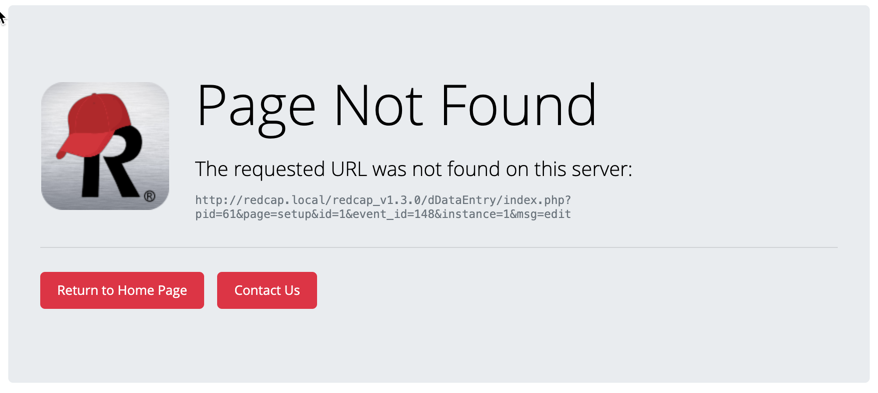 R®
Page Not Found
The requested URL was not found on this server:
http://redcap.local/redcap_v1.3.0/dDataEntry/index.php?
pid=61&page=setup&id=1&event_id=148&instance=1&msg=edit
Return to Home Page
Contact Us